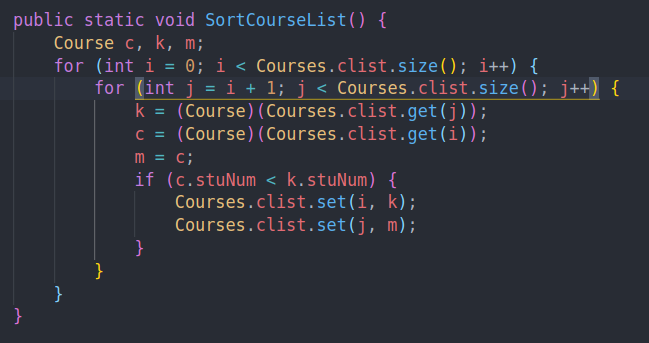 public static void SortCourseList() {
    Course c, k, m;
    for (int i = 0; i < Courses.clist.size(); i++) {
        for (int j = i + 1; j < Courses.clist.size(); j++) {
            k = (Course)(Courses.clist.get(j));
            c = (Course)(Courses.clist.get(i));
            m = c;
            if (c.stuNum < k.stuNum) {
                Courses.clist.set(i, k);
                Courses.clist.set(j, m);
            }
        }
    }
}